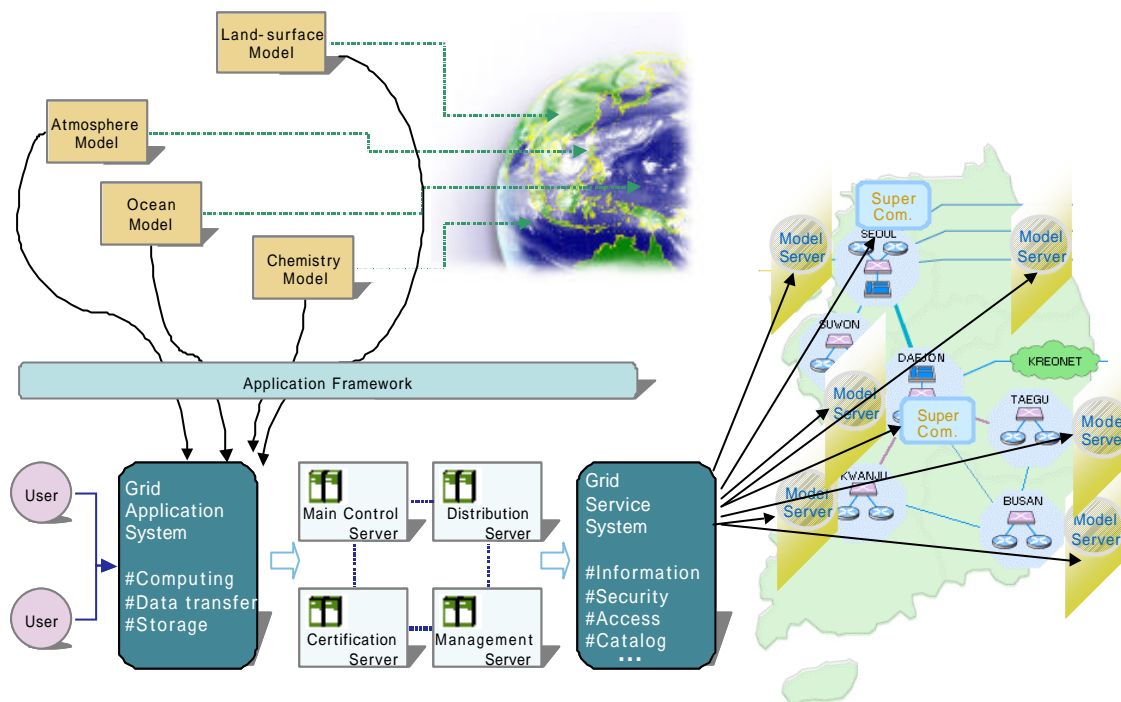 Land-surface
Model
Atmosphere
Model
Ocean
Model
Chemistry
Model
Application Framework
User
User
Grid
Application
System
#Computing
#Data transfer
#Storage
Main Control
Server
Distribution
Server
Certification
Server
Management
Server
Grid
Service
System
#Information
#Security
#Access
#Catalog
...
Super
Com.
SEOUL
Model
Server
Model
Server
SUWON
DAEJON
KREONET
Model
Server
Super
Com.
TAEGU
Model
Server
KWANJU
Model
Server
BUSAN
Model
Server